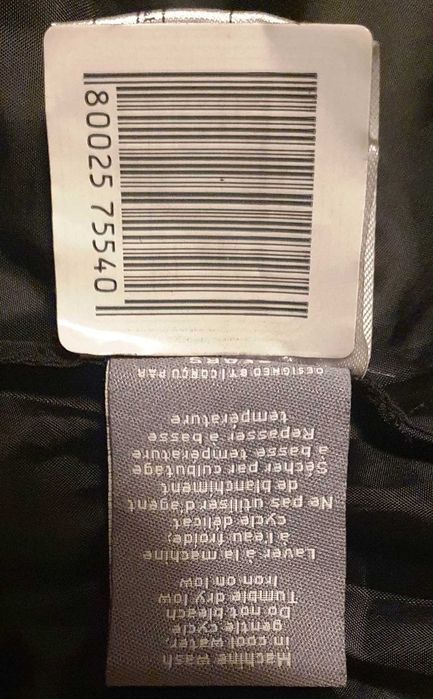 80025 75540
Machine wash
in cool water,
gentle cycle
Do not bleach
Tumble dry low
Iron on low
Laver à la machine
à l'eau froide;
cycle délicat
Ne pas utiliser d'agent
de blanchiment
Sécher par culbutage
à basse température
Repasser à basse
température
DESIGNED BY | CONÇU PAR